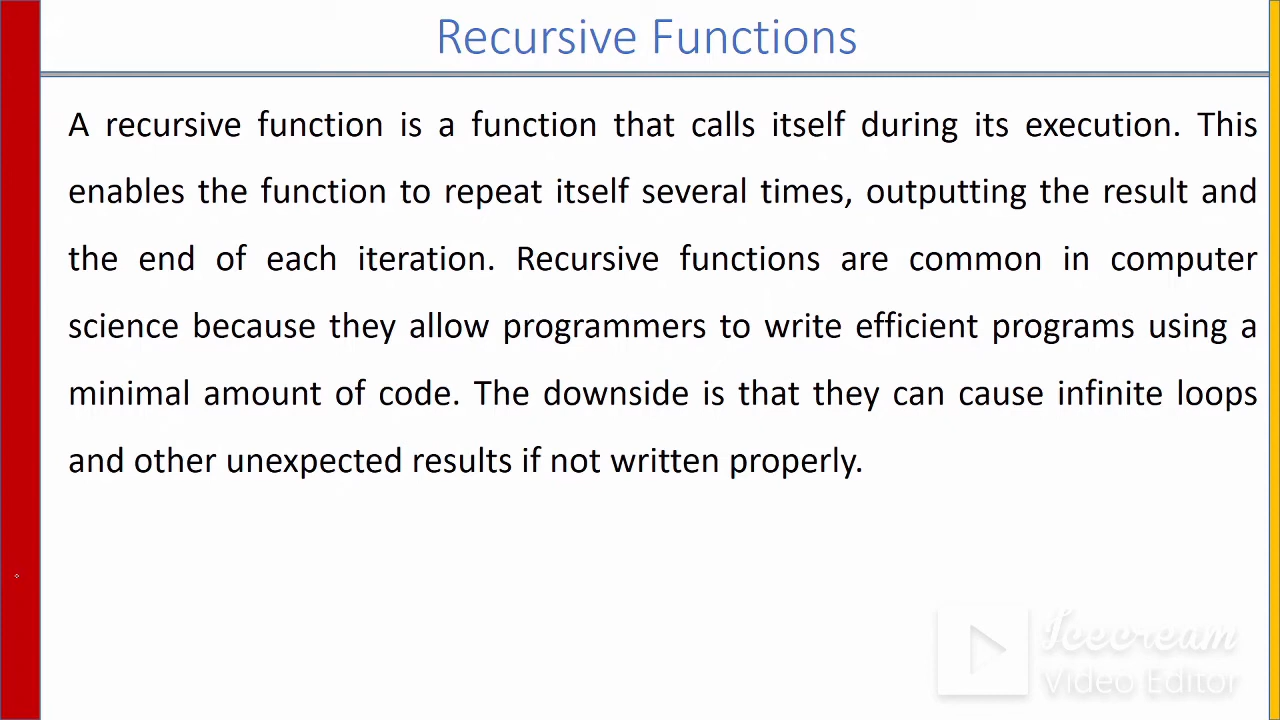 Recursive Functions
A recursive function is a function that calls itself during its execution. This
enables the function to repeat itself several times, outputting the result and
the end of each iteration. Recursive functions are common in computer
science because they allow programmers to write efficient programs using a
minimal amount of code. The downside is that they can cause infinite loops
and other unexpected results if not written properly.
Icecream
Video Editor